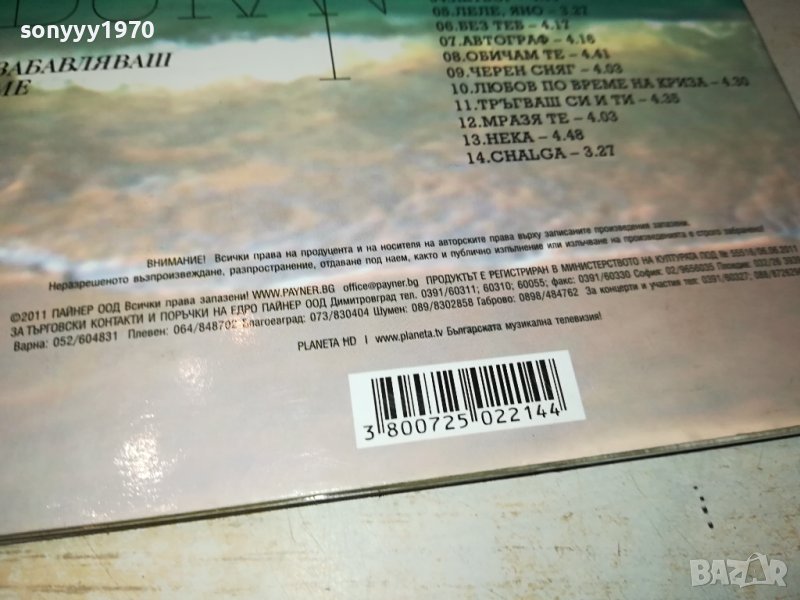 sonyyy1970
ЗАБАВЛЯВАШ
МЕ
05. ЛЕЛЕ, ЯНО – 3.27
06. БЕЗ ТЕБ – 4.17
07. АВТОГРАФ – 4.16
08. ОБИЧАМ ТЕ – 4.41
09. ЧЕРЕН СНЯГ – 4.03
10. ЛЮБОВ ПО ВРЕМЕ НА КРИЗА – 4.30
11. ТРЪГВАШ СИ И ТИ – 4.35
12. МРАЗЯ ТЕ – 4.03
13. НЕКА – 4.48
14. CHALGA – 3.27
ВНИМАНИЕ! Всички права на продуцента и на носителя на авторските права върху записаните произведения запазени.
Неразрешеното възпроизвеждане, разпространение, отдаване под наем, както и публично изпълнение или излъчване на произведенията е строго забранено!
©2011 ПАЙНЕР ООД Всички права запазени! WWW.PAYNER.BG office@payner.bg ПРОДУКТЪТ Е РЕГИСТРИРАН В МИНИСТЕРСТВОТО НА КУЛТУРАТА ПОД
ЗА ТЪРГОВСКИ КОНТАКТИ И ПОРЪЧКИ НА ЕДРО ПАЙНЕР ООД Димитровград тел. 0391/60311; 60310; 60055; факс: 0391/60330 София: 02/9656035 Пловдив:
Варна: 052/604831 Плевен: 064/848702 Благоевград: 073/830404 Шумен: 089/8302858 Габрово: 0898/484762 За концерти и участия тел:
PLANETA HD | www.planeta.tv Българската музикална телевизия!
3 800725 022144
BAZAR